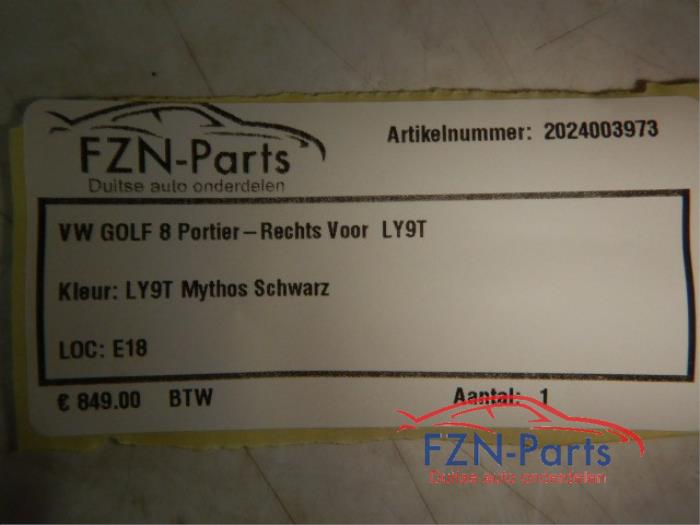 FZN-Parts
Duitse auto onderdelen
Artikelnummer: 2024003973
VW GOLF 8 Portier-Rechts Voor LY9T
Kleur: LY9T Mythos Schwarz
LOC: E18
€ 849.00 BTW Aantal: 1
FZN-Parts
Duitse auto onderdelen